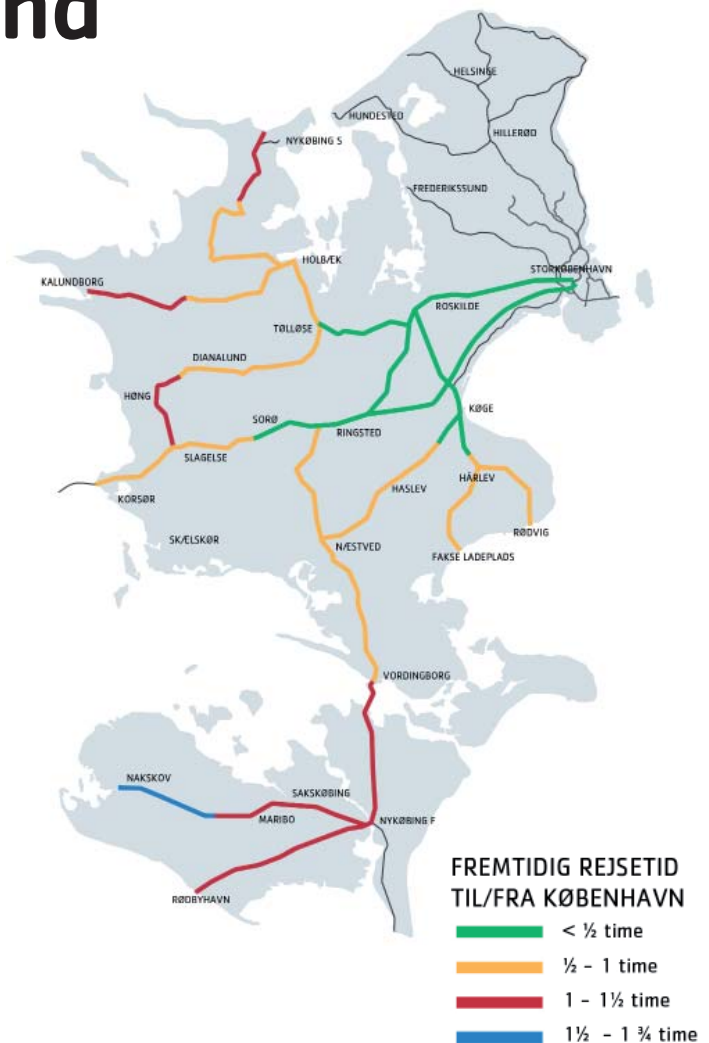 nd
HELSINGE
HUNDESTED
HILLERØD
NYKØBING S
FREDERIKSSUND
HOLBÆK
STORKØBENHAVN
KALUNDBORG
ROSKILDE
TØLLØSE
DIANALUND
HØNG
SORØ
KØGE
RINGSTED
SLAGELSE
HÅRLEV
HASLEV
KORSØR
RØDVIG
SKÆLSKØR
NÆSTVED
FAKSE LADEPLADS
VORDINGBORG
NAKSKOV
SAKSKØBING
MARIBO
NYKØBING F
RØDBYHAVN
FREMTIDIG REJSETID
TIL/FRA KØBENHAVN
< ½ time
½ – 1 time
1 – 1½ time
1½ – 1 ¾ time